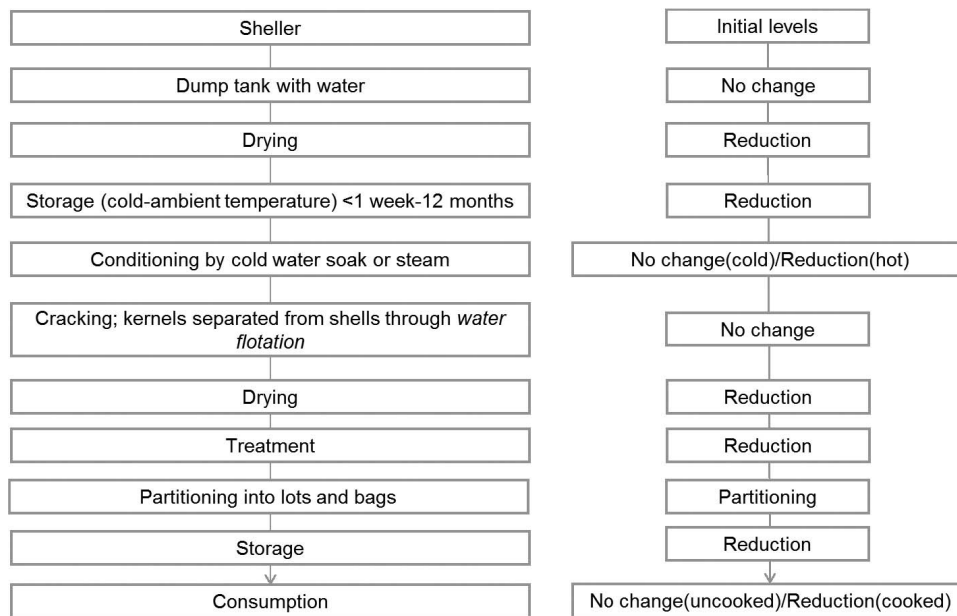 Sheller
Initial levels
Dump tank with water
No change
Drying
Reduction
Storage (cold-ambient temperature) <1 week-12 months
Reduction
Conditioning by cold water soak or steam
No change(cold)/Reduction(hot)
Cracking; kernels separated from shells through water
flotation
No change
Drying
Reduction
Treatment
Reduction
Partitioning into lots and bags
Partitioning
Storage
Reduction
Consumption
No change(uncooked)/Reduction(cooked)